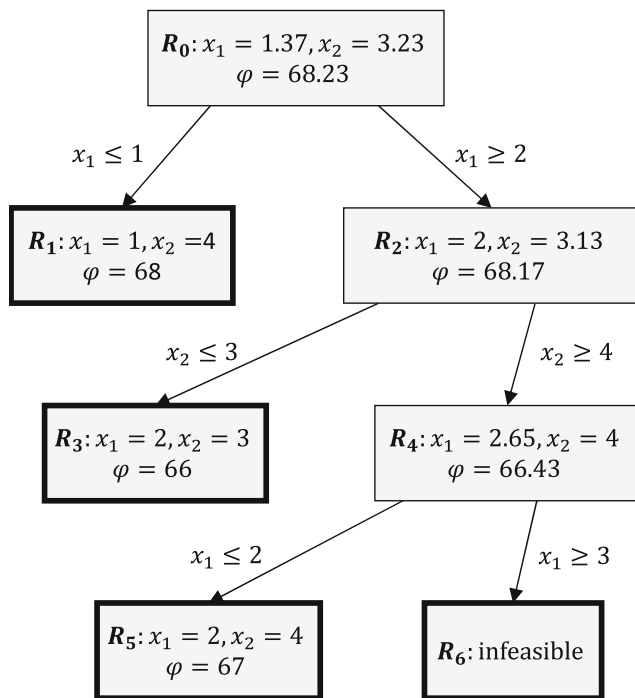 R₀: x₁ = 1.37, x₂ = 3.23
φ = 68.23
x₁ ≤ 1
x₁ ≥ 2
R₁: x₁ = 1, x₂ =4
φ = 68
R₂: x₁ = 2, x₂ = 3.13
φ = 68.17
x₂ ≤ 3
x₂ ≥ 4
R₃: x₁ = 2, x₂ = 3
φ = 66
R₄: x₁ = 2.65, x₂ = 4
φ = 66.43
x₁ ≤ 2
x₁ ≥ 3
R₅: x₁ = 2, x₂ = 4
φ = 67
R₆: infeasible